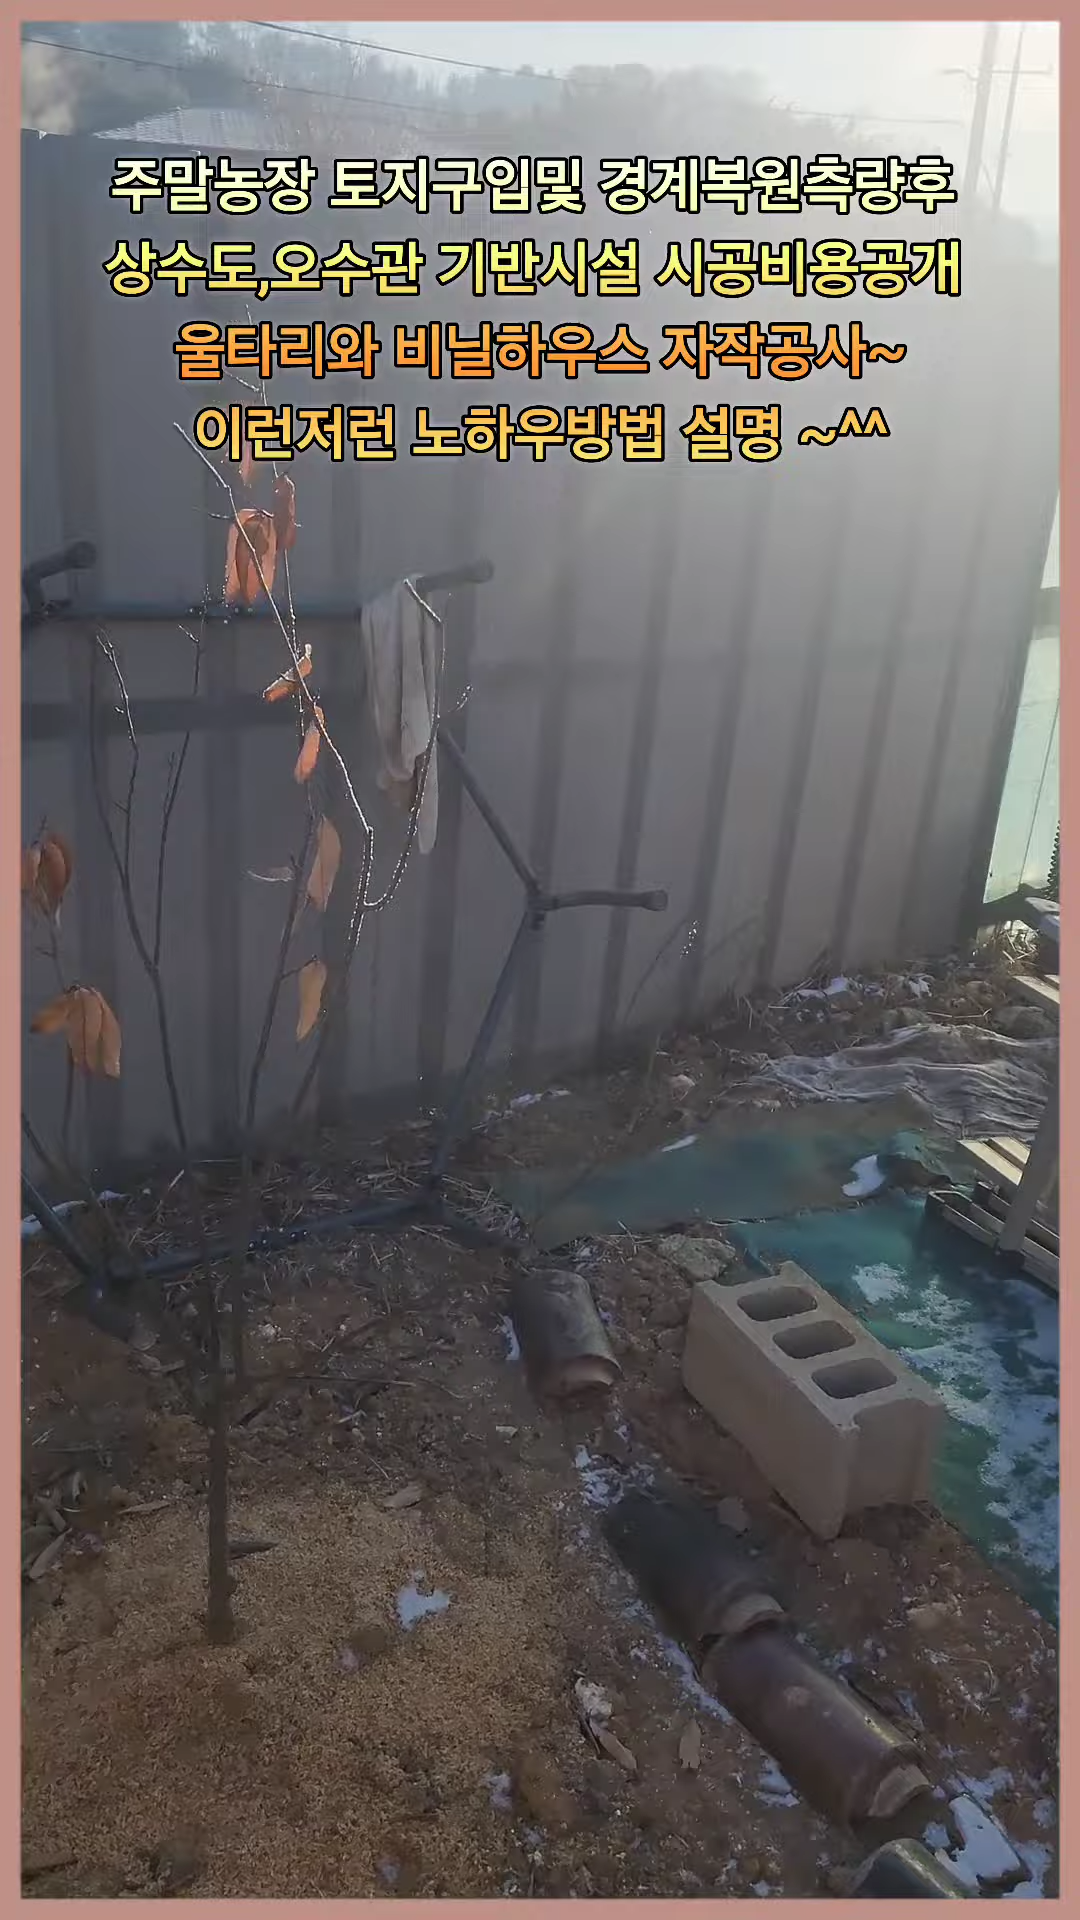 주말농장 토지구입및 경계복원측량후
상수도,오수관 기반시설 시공비용공개
울타리와 비닐하우스 자작공사~
이런저런 노하우방법 설명 ~^^